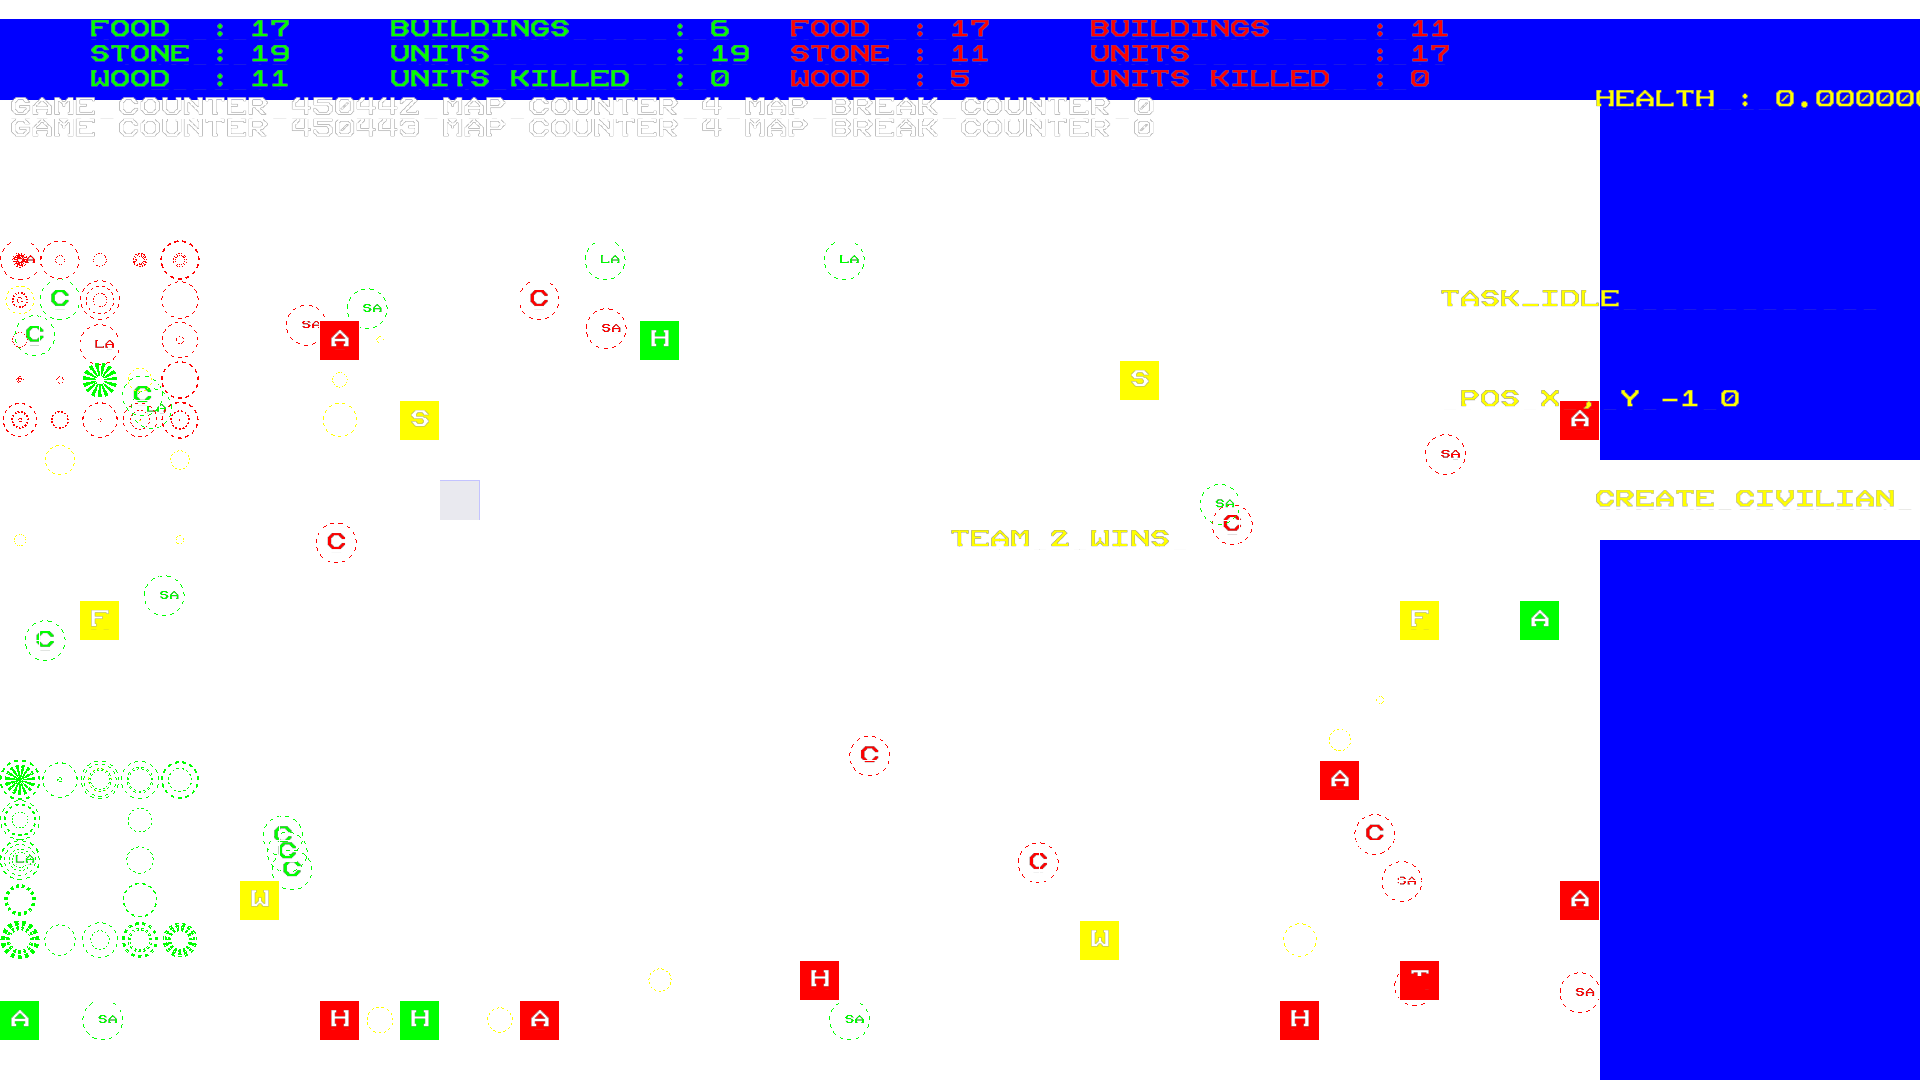 FOOD : 17 BUILDINGS : 6 FOOD : 17 BUILDINGS : 11
STONE : 19 UNITS : 19 STONE : 11 UNITS : 17
WOOD : 11 UNITS KILLED : 0 WOOD : 5 UNITS KILLED : 0
GAME COUNTER 450442 MAP COUNTER 4 MAP BREAK COUNTER 0
HEALTH : 0.000000
GAME COUNTER 450443 MAP COUNTER 4 MAP BREAK COUNTER 0
LA LA
C C TASK_IDLE
SA SA SA
C LA A H
S
C POS X , Y -1 0
LA S A
SA
CREATE CIVILIAN
SA
C
C TEAM 2 WINS
SA
F F A
C
C
A
C C
C
LA C C
C SA
W A
W
H T
SA
A SA H H A SA H